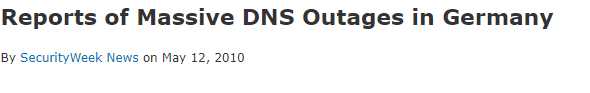 Reports of Massive DNS Outages in Germany
By SecurityWeek News on May 12, 2010